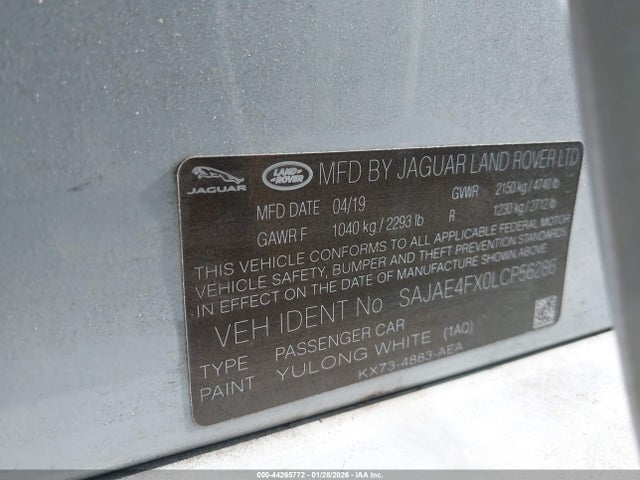 JAGUAR
LAND ROVER
MFD BY JAGUAR LAND ROVER LTD
MFD DATE 04/19 GVWR 2150 kg / 4740 lb
GAWR F 1040 kg / 2293 lb R 1230 kg / 2712 lb
THIS VEHICLE CONFORMS TO ALL APPLICABLE FEDERAL MOTOR
VEHICLE SAFETY, BUMPER AND THEFT PREVENTION STANDARDS
IN EFFECT ON THE DATE OF MANUFACTURE SHOWN ABOVE
VEH IDENT No SAJAE4FX0LCP56286
TYPE PASSENGER CAR
PAINT YULONG WHITE (1AQ)
KX73-4883-AEA
000-44265772 | 01/28/2026 | IAA Inc.